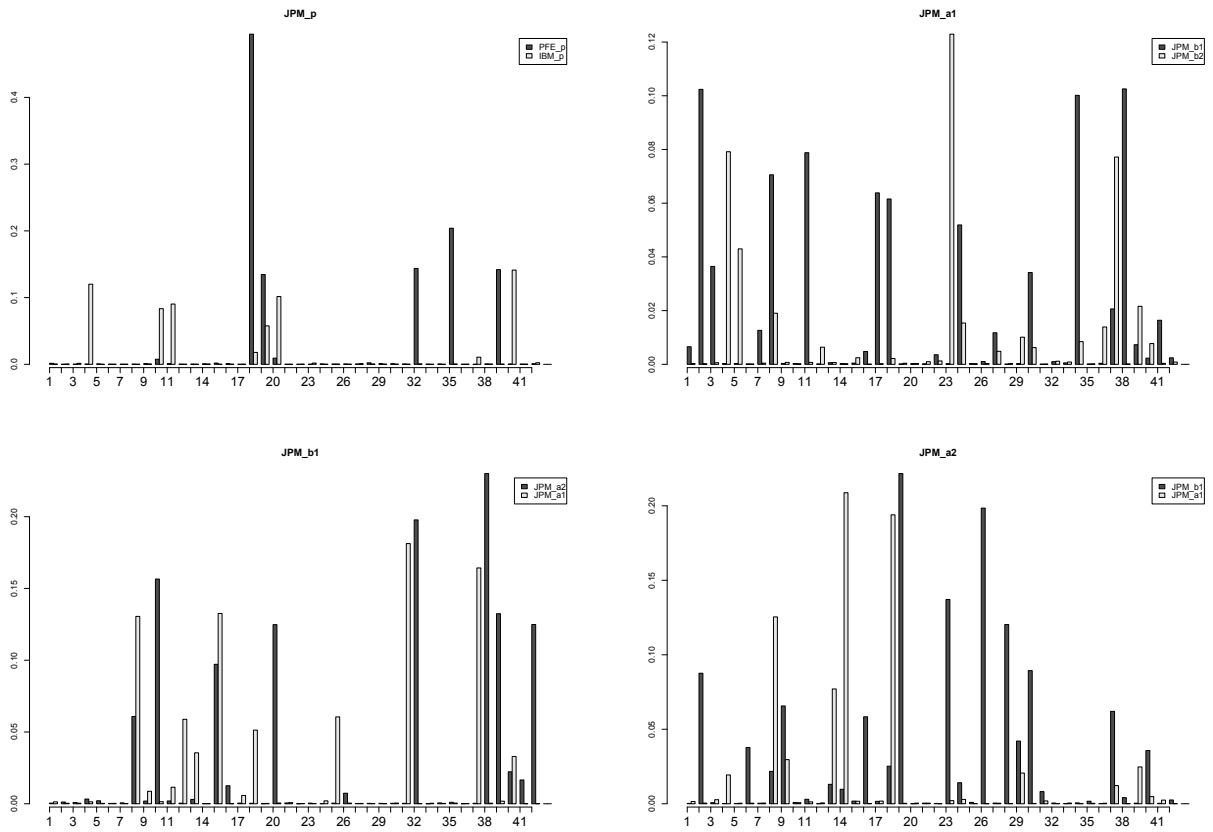 JPM_p
PFE_p
IBM_p
0.0 0.1 0.2 0.3 0.4
1 3 5 7 9 11 14 17 20 23 26 29 32 35 38 41
JPM_a1
JPM_b1
JPM_b2
0.00 0.02 0.04 0.06 0.08 0.10 0.12
1 3 5 7 9 11 14 17 20 23 26 29 32 35 38 41
JPM_b1
JPM_a2
JPM_a1
0.00 0.05 0.10 0.15 0.20
1 3 5 7 9 11 14 17 20 23 26 29 32 35 38 41
JPM_a2
JPM_b1
JPM_a1
0.00 0.05 0.10 0.15 0.20
1 3 5 7 9 11 14 17 20 23 26 29 32 35 38 41